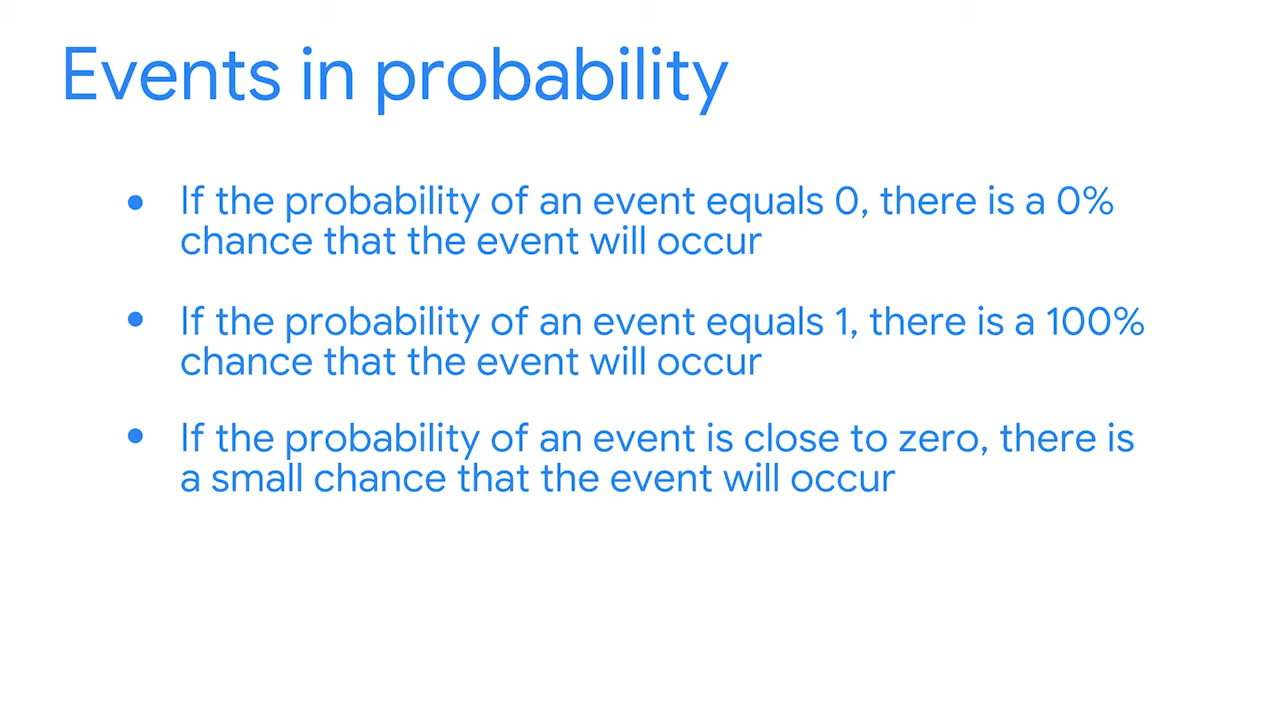 Events in probability
• If the probability of an event equals 0, there is a 0%
chance that the event will occur
• If the probability of an event equals 1, there is a 100%
chance that the event will occur
• If the probability of an event is close to zero, there is
a small chance that the event will occur